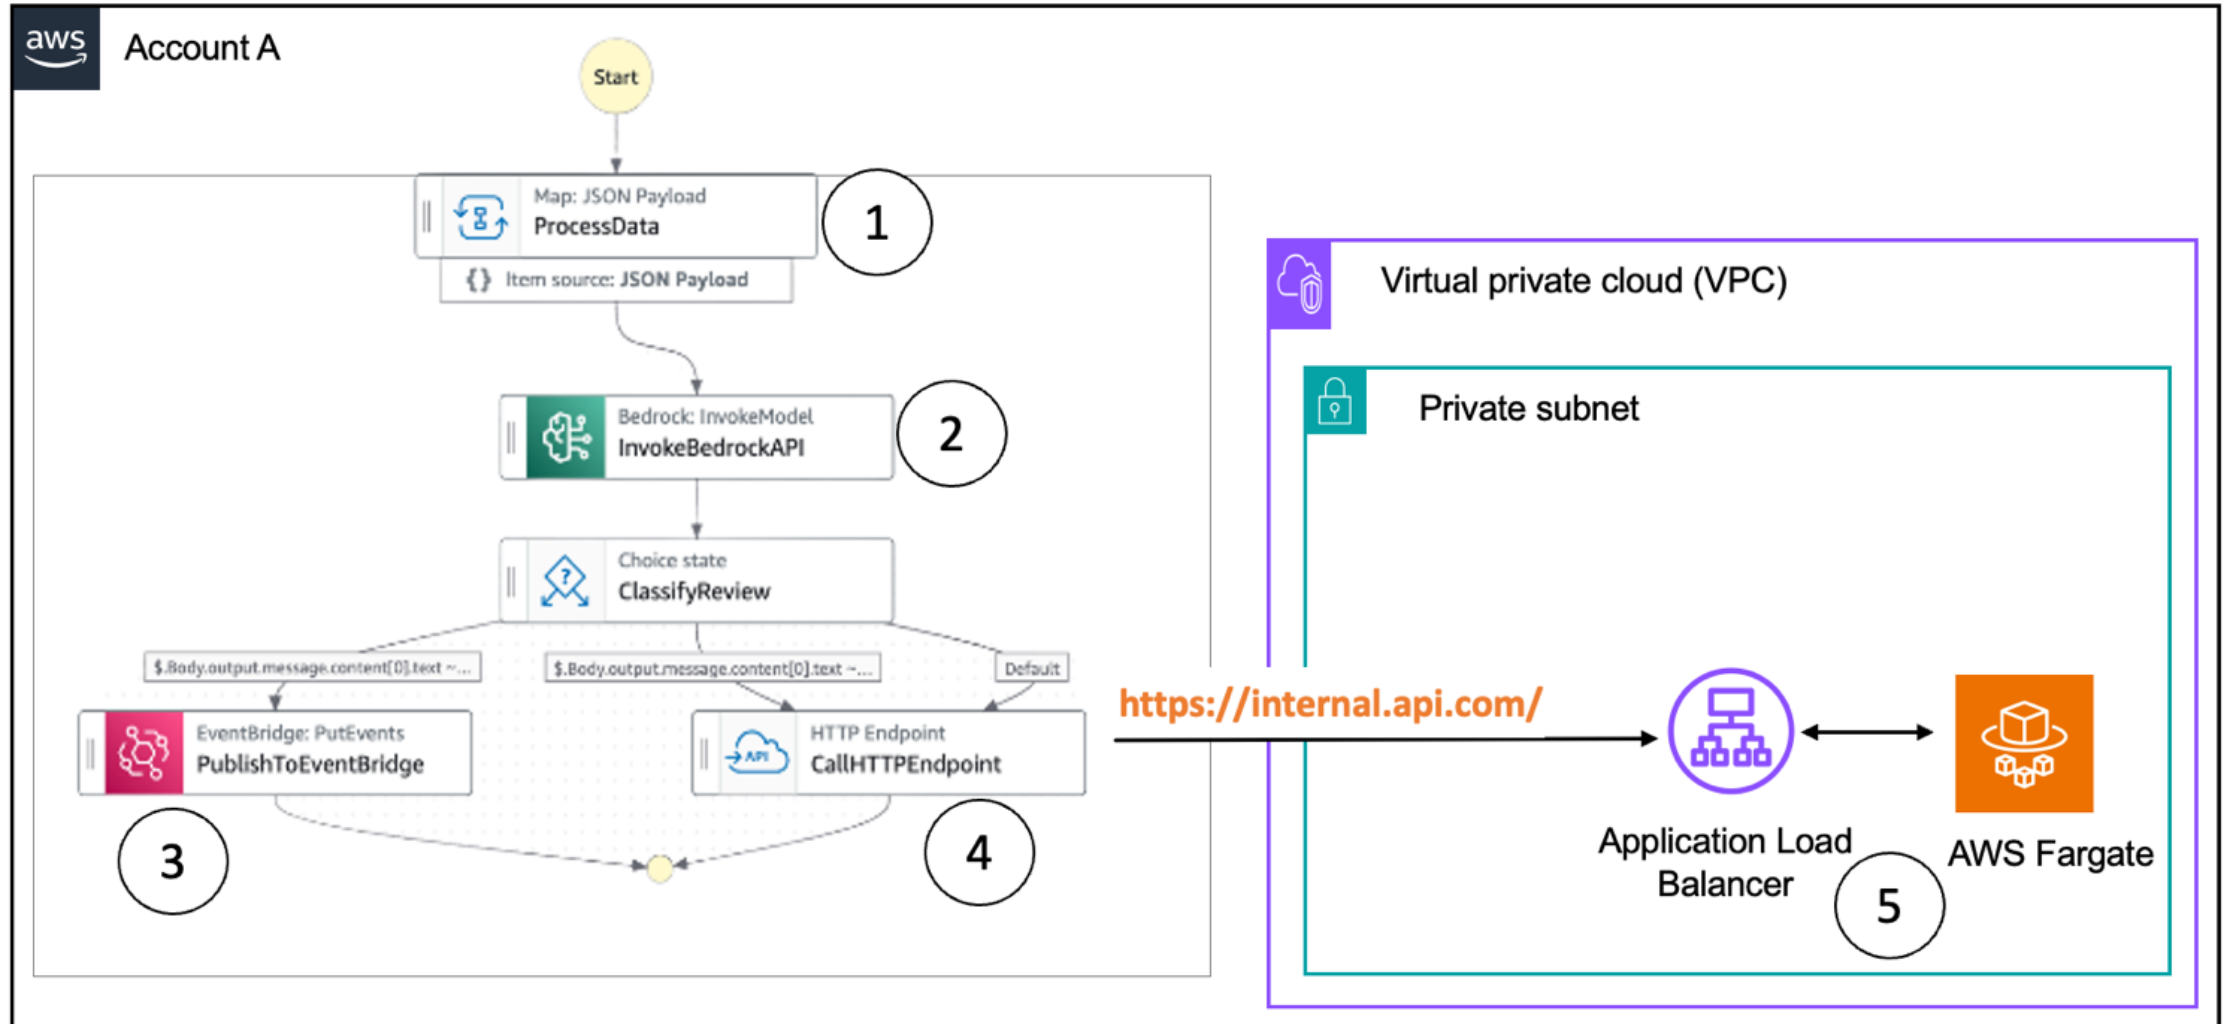 aws
Account A
Start
Map: JSON Payload
ProcessData
1
{} Item source: JSON Payload
Virtual private cloud (VPC)
Private subnet
Bedrock: InvokeModel
InvokeBedrockAPI
2
Choice state
ClassifyReview
?
$.Body.output.message.content[0].text ~...
$.Body.output.message.content[0].text ~...
Default
https://internal.api.com/
EventBridge: PutEvents
PublishToEventBridge
API
HTTP Endpoint
CallHTTPEndpoint
3
4
Application Load
Balancer
AWS Fargate
5